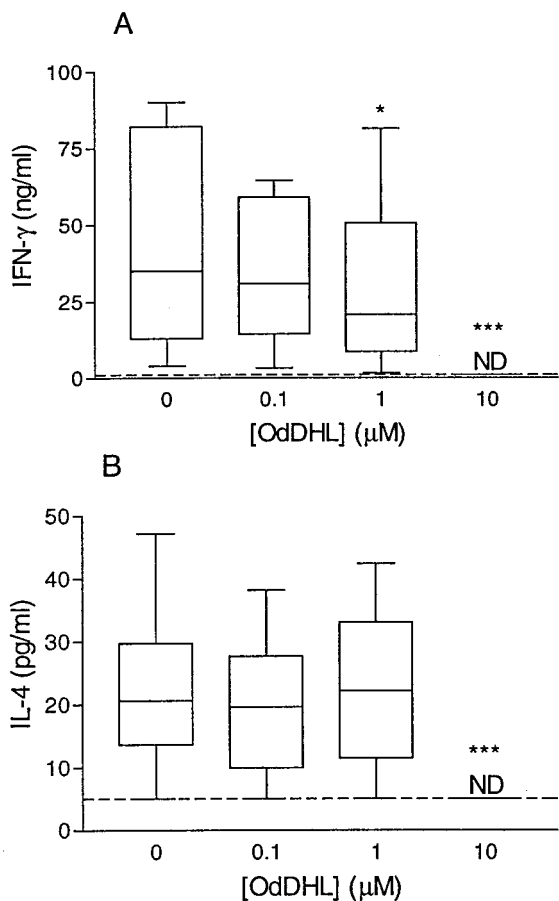 A
IFN-γ (ng/ml)
100
75
50
25
0
*
***
ND
0 0.1 1 10
[OdDHL] (μM)
B
IL-4 (pg/ml)
50
40
30
20
10
0
***
ND
0 0.1 1 10
[OdDHL] (μM)